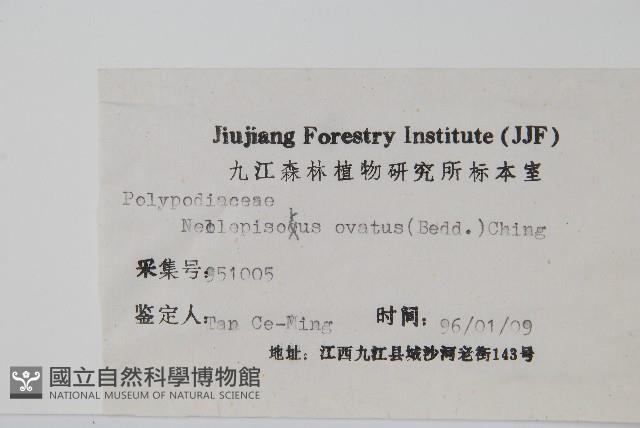 Jiujiang Forestry Institute (JJF)
九江森林植物研究所标本室
Polypodiaceae
Neolepisorus ovatus(Bedd.)Ching
采集号:951005
鉴定人:Tan Ce-Ming 时间: 96/01/09
地址: 江西九江县城沙河老街143号
國立自然科學博物館
NATIONAL MUSEUM OF NATURAL SCIENCE